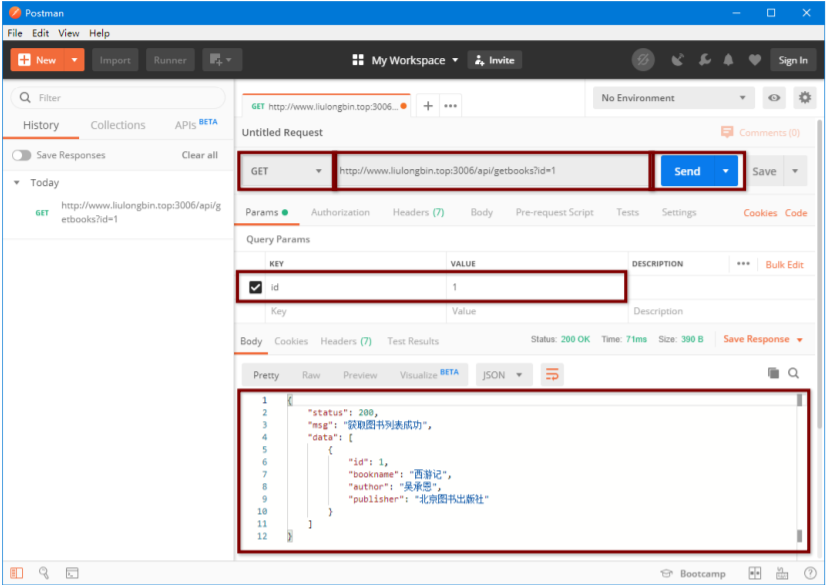 Postman
File Edit View Help
New Import Runner My Workspace Invite Sign In
Filter
History Collections APIs BETA
Save Responses Clear all
Today
GET http://www.liulongbin.top:3006/api/g
etbooks?id=1
GET http://www.liulongbin.top:3006... + ••• No Environment
Untitled Request Comments (0)
GET http://www.liulongbin.top:3006/api/getbooks?id=1 Send Save
Params Authorization Headers (7) Body Pre-request Script Tests Settings Cookies Code
Query Params
KEY VALUE DESCRIPTION ••• Bulk Edit
id 1
Key Value Description
Body Cookies Headers (7) Test Results Status: 200 OK Time: 71ms Size: 390 B Save Response
Pretty Raw Preview Visualize BETA JSON
1 {
2 "status": 200,
3 "msg": "获取图书列表成功",
4 "data": [
5 {
6 "id": 1,
7 "bookname": "西游记",
8 "author": "吴承恩",
9 "publisher": "北京图书出版社"
10 }
11 ]
12 }
Bootcamp